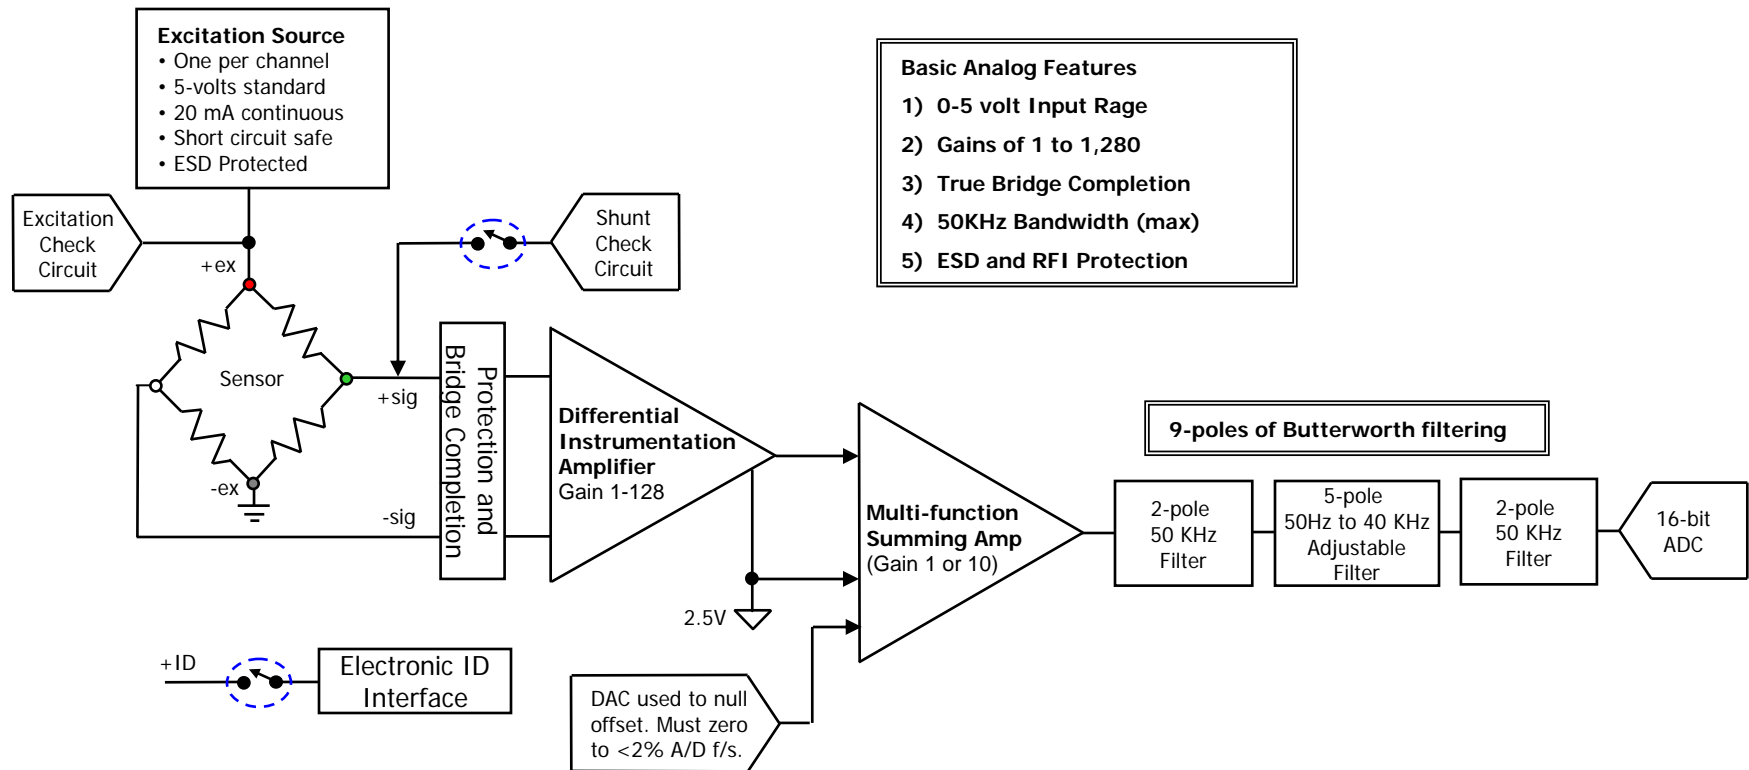 Excitation Source
• One per channel
• 5-volts standard
• 20 mA continuous
• Short circuit safe
• ESD Protected
Basic Analog Features
1) 0-5 volt Input Rage
2) Gains of 1 to 1,280
3) True Bridge Completion
4) 50KHz Bandwidth (max)
5) ESD and RFI Protection
Excitation
Check
Circuit
Shunt
Check
Circuit
+ex
Sensor
-ex
+sig
-sig
Protection and
Bridge Completion
Differential
Instrumentation
Amplifier
Gain 1-128
2.5V
Multi-function
Summing Amp
(Gain 1 or 10)
9-poles of Butterworth filtering
2-pole
50 KHz
Filter
5-pole
50Hz to 40 KHz
Adjustable
Filter
2-pole
50 KHz
Filter
16-bit
ADC
+ID
Electronic ID
Interface
DAC used to null
offset. Must zero
to <2% A/D f/s.